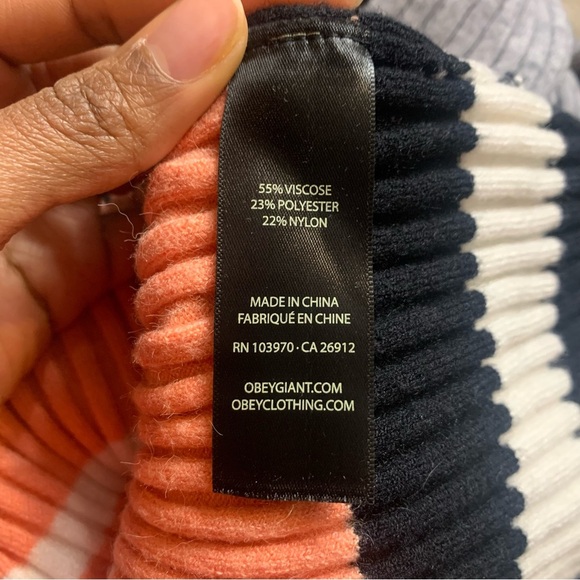 55% VISCOSE
23% POLYESTER
22% NYLON
MADE IN CHINA
FABRIQUÉ EN CHINE
RN 103970 · CA 26912
OBEYGIANT.COM
OBEYCLOTHING.COM